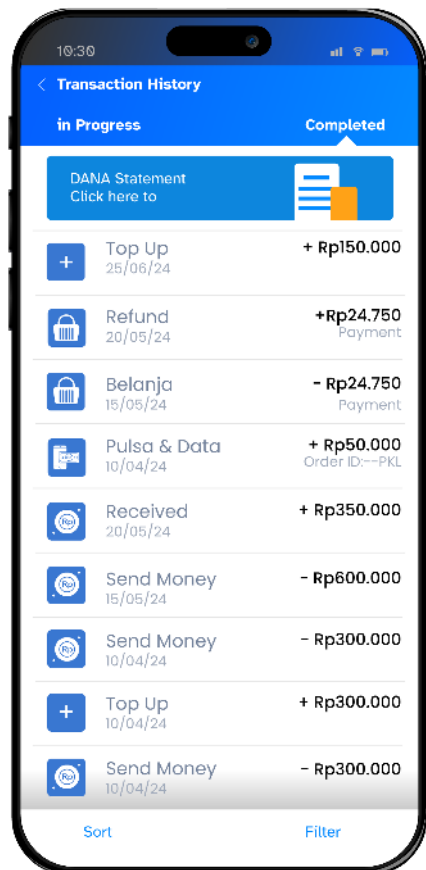 10:30
Transaction History
in Progress
Completed
DANA Statement
Click here to
Top Up
+ Rp150.000
25/06/24
Refund
+Rp24.750
20/05/24
Payment
Belanja
- Rp24.750
15/05/24
Payment
Pulsa & Data
+ Rp50.000
10/04/24
Order ID:--PKL
Received
+ Rp350.000
20/05/24
Send Money
- Rp600.000
15/05/24
Send Money
- Rp300.000
10/04/24
Top Up
+ Rp300.000
10/04/24
Send Money
- Rp300.000
10/04/24
Sort
Filter